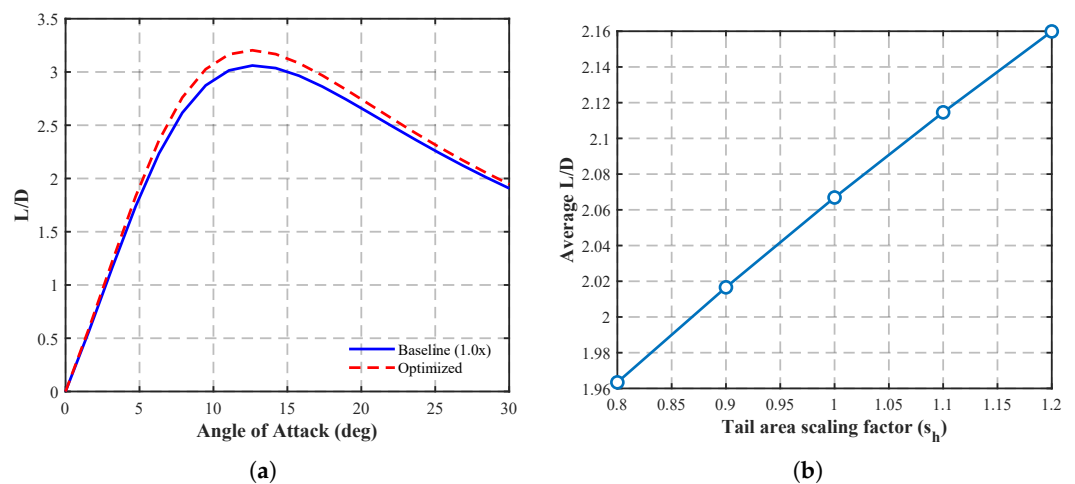 3.5
3
2.5
2
1.5
1
0.5
0
L/D
0 5 10 15 20 25 30
Angle of Attack (deg)
Baseline (1.0x)
Optimized
(a)
2.16
2.14
2.12
2.1
2.08
2.06
2.04
2.02
2
1.98
1.96
Average L/D
0.8 0.85 0.9 0.95 1 1.05 1.1 1.15 1.2
Tail area scaling factor (sh)
(b)